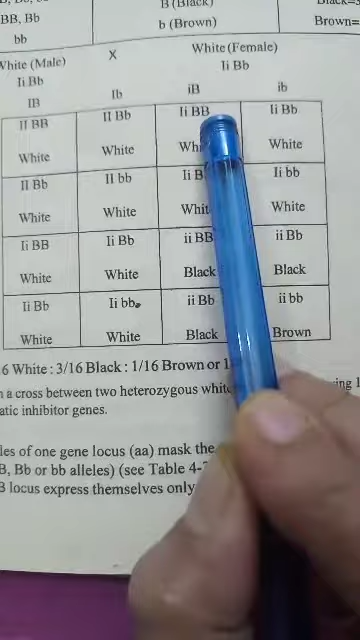 B (Black)
BB, Bb
b (Brown)
Brown=
bb
White (Male)
X
White (Female)
Ii Bb
Ii Bb
IB
Ib
iB
ib
II BB
II Bb
Ii BB
Ii Bb
White
White
White
II Bb
II bb
Ii bb
White
White
White
Ii BB
Ii Bb
ii BB
ii Bb
White
White
Black
Black
Ii Bb
Ii bb
ii Bb
ii bb
White
White
Black
Brown
6 White : 3/16 Black : 1/16 Brown or 1
a cross between two heterozygous white
atic inhibitor genes.
les of one gene locus (aa) mask the
B, Bb or bb alleles) (see Table 4-
B locus express themselves only